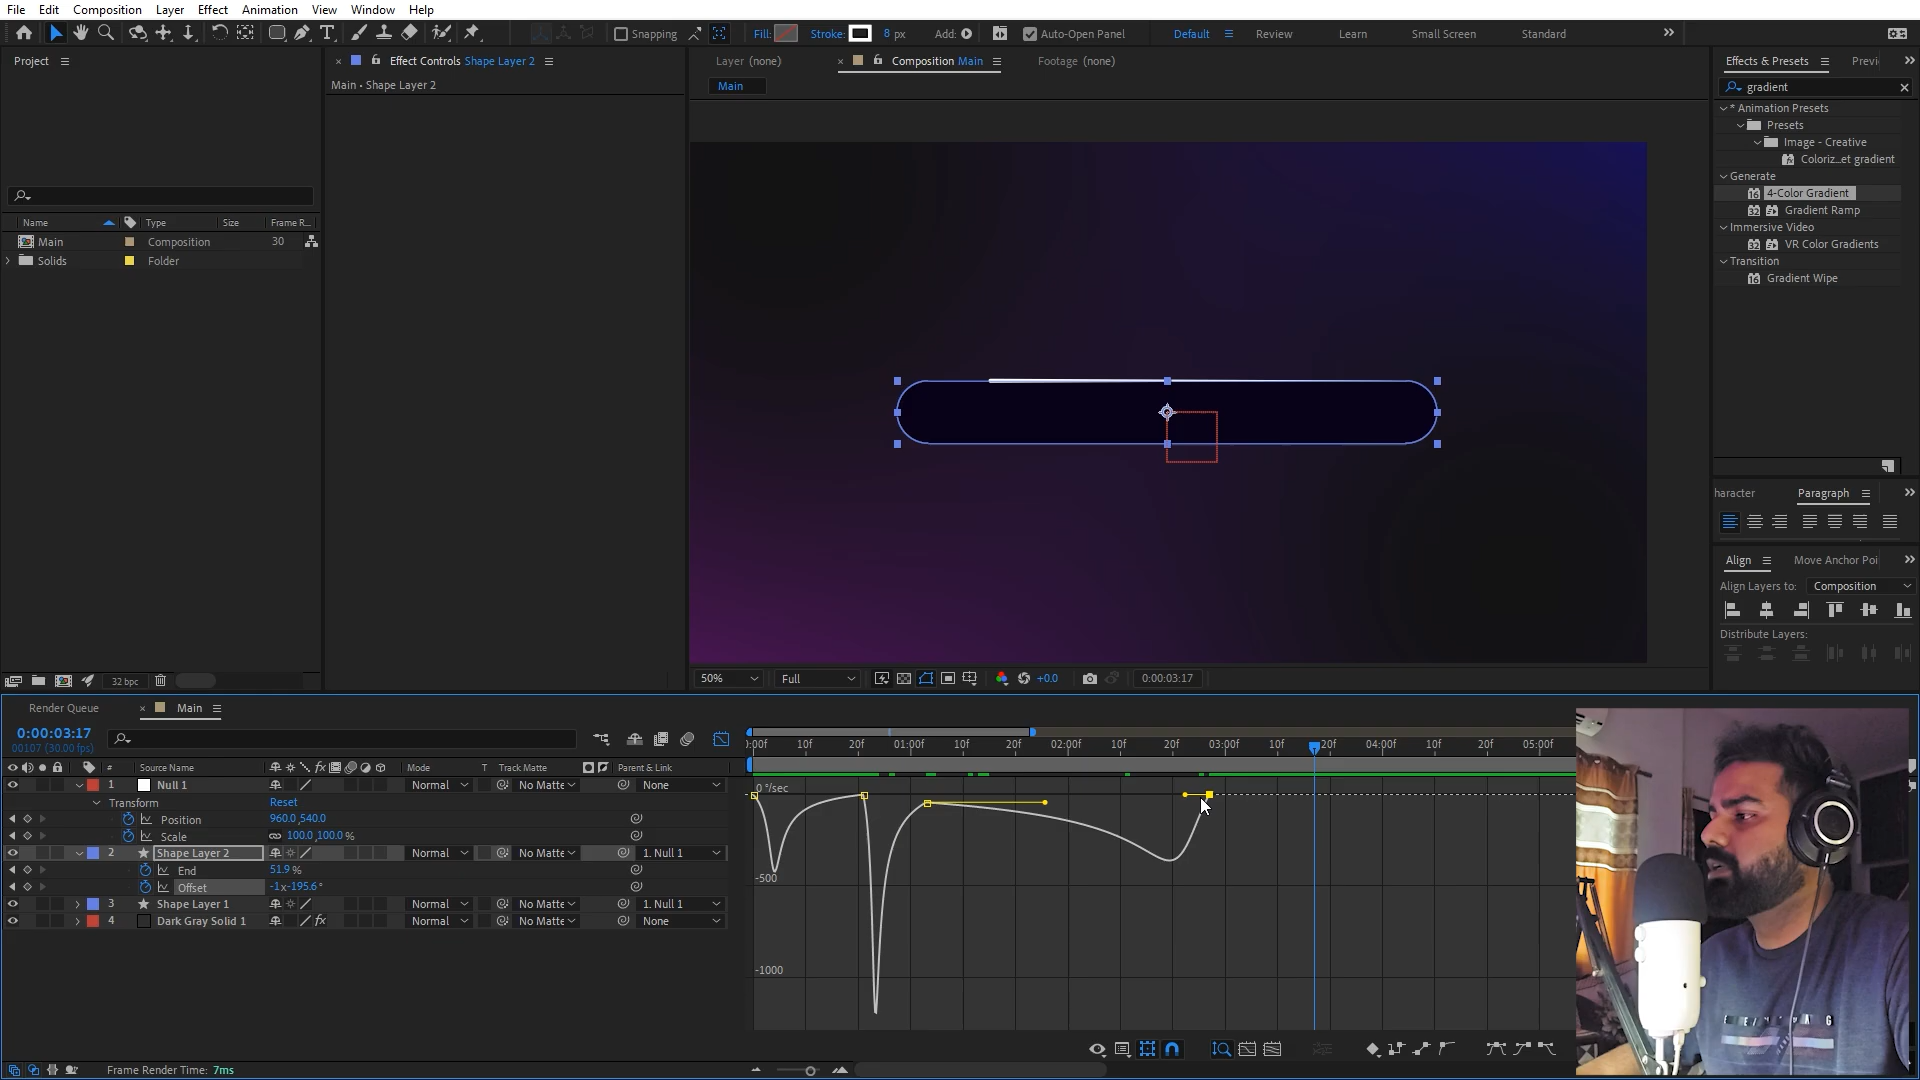 File Edit Composition Layer Effect Animation View Window Help
Snapping Fill: Stroke: 8 px Add: Auto-Open Panel Default Review Learn Small Screen Standard
Project
Effect Controls Shape Layer 2
Main • Shape Layer 2
Layer (none) Composition Main Footage (none)
Main
Effects & Presets Previ
gradient
* Animation Presets
Presets
Image - Creative
Coloriz...et gradient
Generate
4-Color Gradient
Gradient Ramp
Immersive Video
VR Color Gradients
Transition
Gradient Wipe
Name Type Size Frame R...
Main Composition 30
Solids Folder
haracter Paragraph
Align Move Anchor Poi
Align Layers to: Composition
Distribute Layers:
32 bpc
50% Full +0.0 0:00:03:17
Render Queue Main
0:00:03:17
00107 (30.00 fps)
:00f 10f 20f 01:00f 10f 20f 02:00f 10f 20f 03:00f 10f 20f 04:00f 10f 20f 05:00f
# Source Name Mode T Track Matte Parent & Link
1 Null 1 Normal No Matte None
Transform Reset
Position 960.0,540.0
Scale 100.0,100.0 %
2 Shape Layer 2 Normal No Matte 1. Null 1
End 51.9 %
Offset -1x-195.6 °
3 Shape Layer 1 Normal No Matte 1. Null 1
4 Dark Gray Solid 1 Normal No Matte None
0 °/sec
-500
-1000
Frame Render Time: 7ms